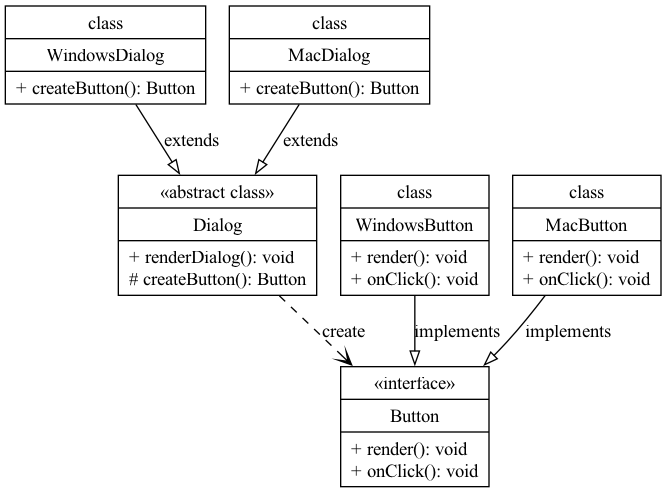 class
WindowsDialog
+ createButton(): Button
class
MacDialog
+ createButton(): Button
extends
extends
«abstract class»
Dialog
+ renderDialog(): void
# createButton(): Button
class
WindowsButton
+ render(): void
+ onClick(): void
class
MacButton
+ render(): void
+ onClick(): void
create
implements
implements
«interface»
Button
+ render(): void
+ onClick(): void